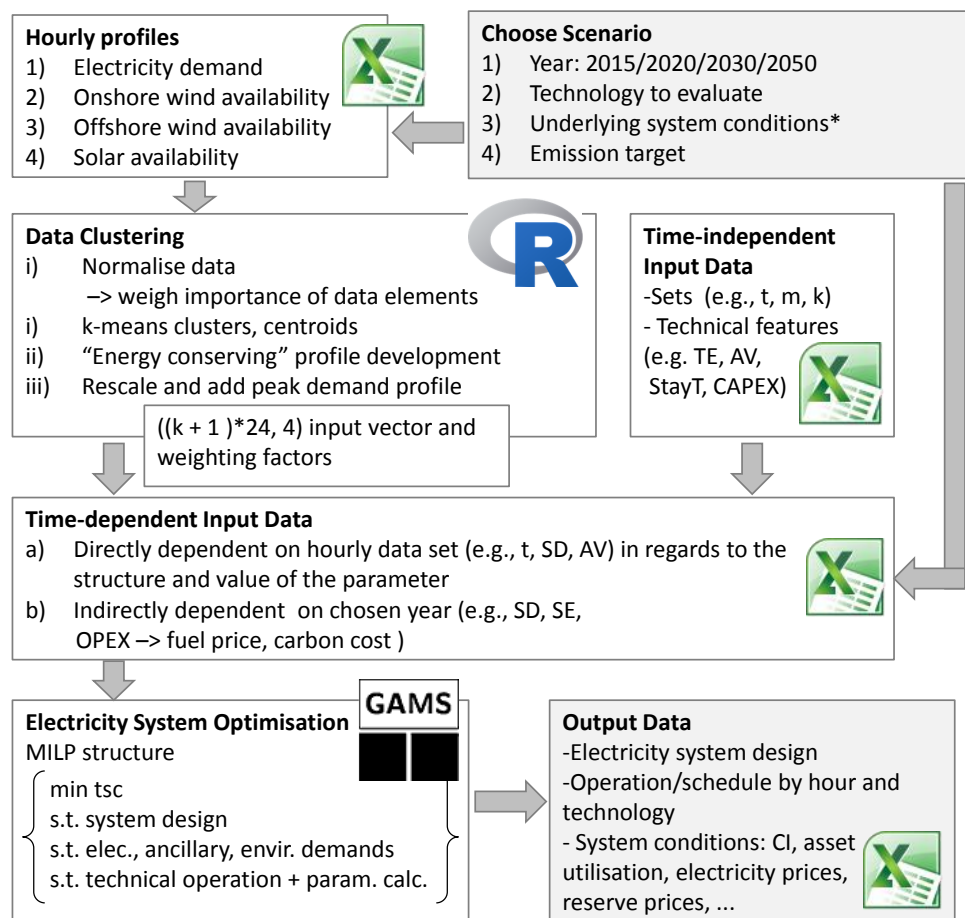 Hourly profiles
1) Electricity demand
2) Onshore wind availability
3) Offshore wind availability
4) Solar availability
Choose Scenario
1) Year: 2015/2020/2030/2050
2) Technology to evaluate
3) Underlying system conditions*
4) Emission target
Data Clustering
i) Normalise data
–> weigh importance of data elements
i) k-means clusters, centroids
ii) “Energy conserving” profile development
iii) Rescale and add peak demand profile
R
((k + 1 )*24, 4) input vector and
weighting factors
Time-independent
Input Data
-Sets (e.g., t, m, k)
- Technical features
(e.g. TE, AV,
StayT, CAPEX)
Time-dependent Input Data
a) Directly dependent on hourly data set (e.g., t, SD, AV) in regards to the
structure and value of the parameter
b) Indirectly dependent on chosen year (e.g., SD, SE,
OPEX –> fuel price, carbon cost )
Electricity System Optimisation
MILP structure
min tsc
s.t. system design
s.t. elec., ancillary, envir. demands
s.t. technical operation + param. calc.
GAMS
Output Data
-Electricity system design
-Operation/schedule by hour and
technology
- System conditions: CI, asset
utilisation, electricity prices,
reserve prices, ...